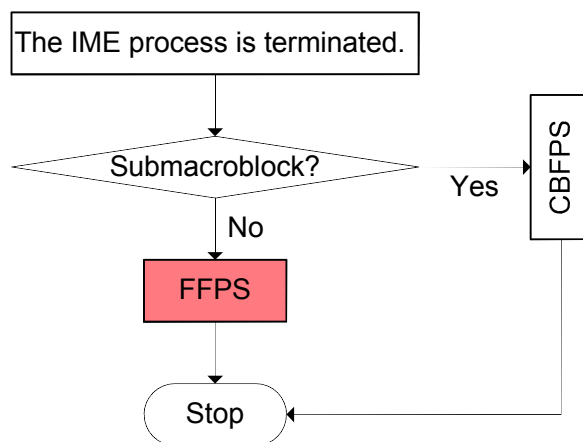 The IME process is terminated.
Submacroblock?
Yes
CBFPS
No
FFPS
Stop